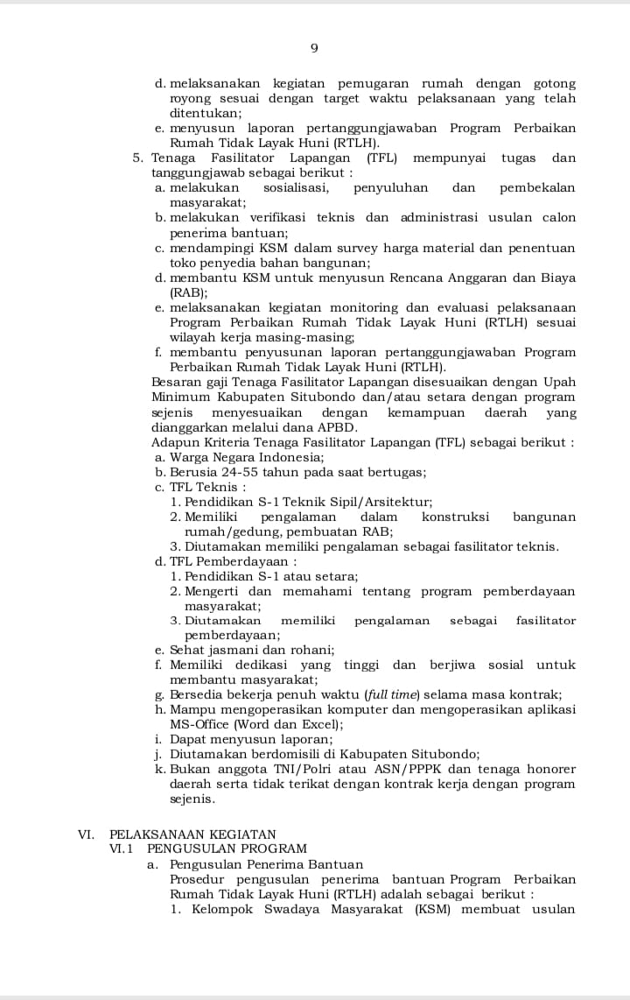 9
d. melaksanakan kegiatan pemugaran rumah dengan gotong
royong sesuai dengan target waktu pelaksanaan yang telah
ditentukan;
e. menyusun laporan pertanggungjawaban Program Perbaikan
Rumah Tidak Layak Huni (RTLH).
5. Tenaga Fasilitator Lapangan (TFL) mempunyai tugas dan
tanggungjawab sebagai berikut :
a. melakukan sosialisasi, penyuluhan dan pembekalan
masyarakat;
b. melakukan verifikasi teknis dan administrasi usulan calon
penerima bantuan;
c. mendampingi KSM dalam survey harga material dan penentuan
toko penyedia bahan bangunan;
d. membantu KSM untuk menyusun Rencana Anggaran dan Biaya
(RAB);
e. melaksanakan kegiatan monitoring dan evaluasi pelaksanaan
Program Perbaikan Rumah Tidak Layak Huni (RTLH) sesuai
wilayah kerja masing-masing;
f. membantu penyusunan laporan pertanggungjawaban Program
Perbaikan Rumah Tidak Layak Huni (RTLH).
Besaran gaji Tenaga Fasilitator Lapangan disesuaikan dengan Upah
Minimum Kabupaten Situbondo dan/atau setara dengan program
sejenis menyesuaikan dengan kemampuan daerah yang
dianggarkan melalui dana APBD.
Adapun Kriteria Tenaga Fasilitator Lapangan (TFL) sebagai berikut :
a. Warga Negara Indonesia;
b. Berusia 24-55 tahun pada saat bertugas;
c. TFL Teknis :
1. Pendidikan S-1 Teknik Sipil/Arsitektur;
2. Memiliki pengalaman dalam konstruksi bangunan
rumah/gedung, pembuatan RAB;
3. Diutamakan memiliki pengalaman sebagai fasilitator teknis.
d. TFL Pemberdayaan :
1. Pendidikan S-1 atau setara;
2. Mengerti dan memahami tentang program pemberdayaan
masyarakat;
3. Diutamakan memiliki pengalaman sebagai fasilitator
pemberdayaan;
e. Sehat jasmani dan rohani;
f. Memiliki dedikasi yang tinggi dan berjiwa sosial untuk
membantu masyarakat;
g. Bersedia bekerja penuh waktu (full time) selama masa kontrak;
h. Mampu mengoperasikan komputer dan mengoperasikan aplikasi
MS-Office (Word dan Excel);
i. Dapat menyusun laporan;
j. Diutamakan berdomisili di Kabupaten Situbondo;
k. Bukan anggota TNI/Polri atau ASN/PPPK dan tenaga honorer
daerah serta tidak terikat dengan kontrak kerja dengan program
sejenis.
VI. PELAKSANAAN KEGIATAN
VI.1 PENGUSULAN PROGRAM
a. Pengusulan Penerima Bantuan
Prosedur pengusulan penerima bantuan Program Perbaikan
Rumah Tidak Layak Huni (RTLH) adalah sebagai berikut :
1. Kelompok Swadaya Masyarakat (KSM) membuat usulan